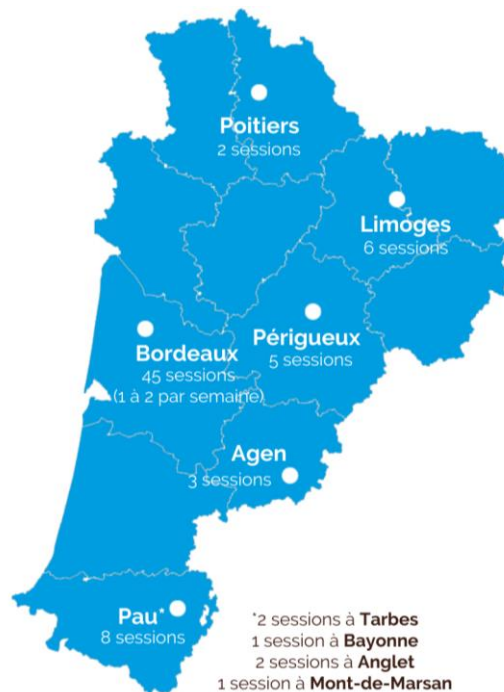 Poitiers
2 sessions
Limoges
6 sessions
Périgueux
5 sessions
Bordeaux
45 sessions
(1 à 2 par semaine)
Agen
3 sessions
Pau*
8 sessions
*2 sessions à Tarbes
1 session à Bayonne
2 sessions à Anglet
1 session à Mont-de-Marsan